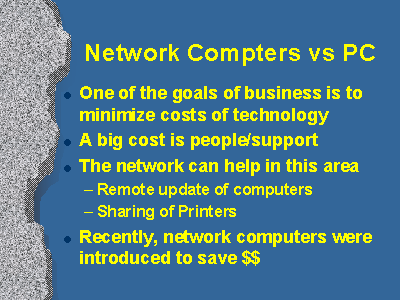 Network Compters vs PC
One of the goals of business is to
minimize costs of technology
A big cost is people/support
The network can help in this area
– Remote update of computers
– Sharing of Printers
Recently, network computers were
introduced to save $$